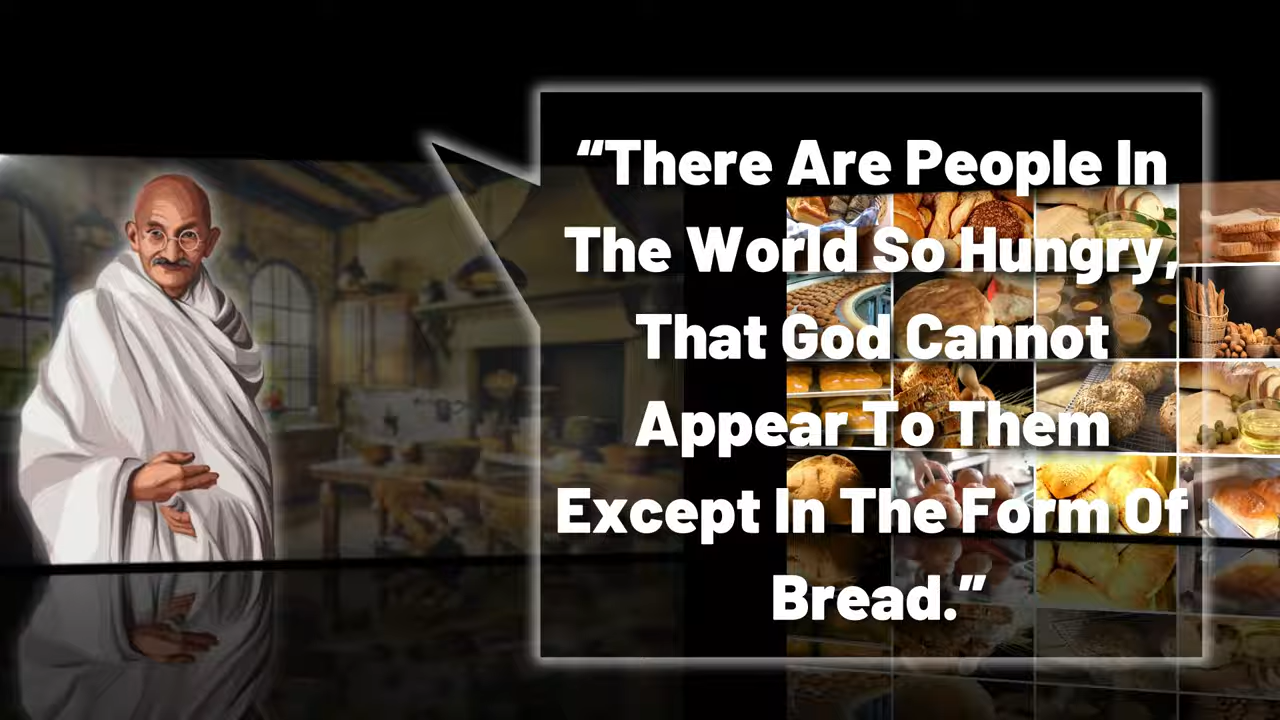 “There Are People In
The World So Hungry,
That God Cannot
Appear To Them
Except In The Form Of
Bread.”